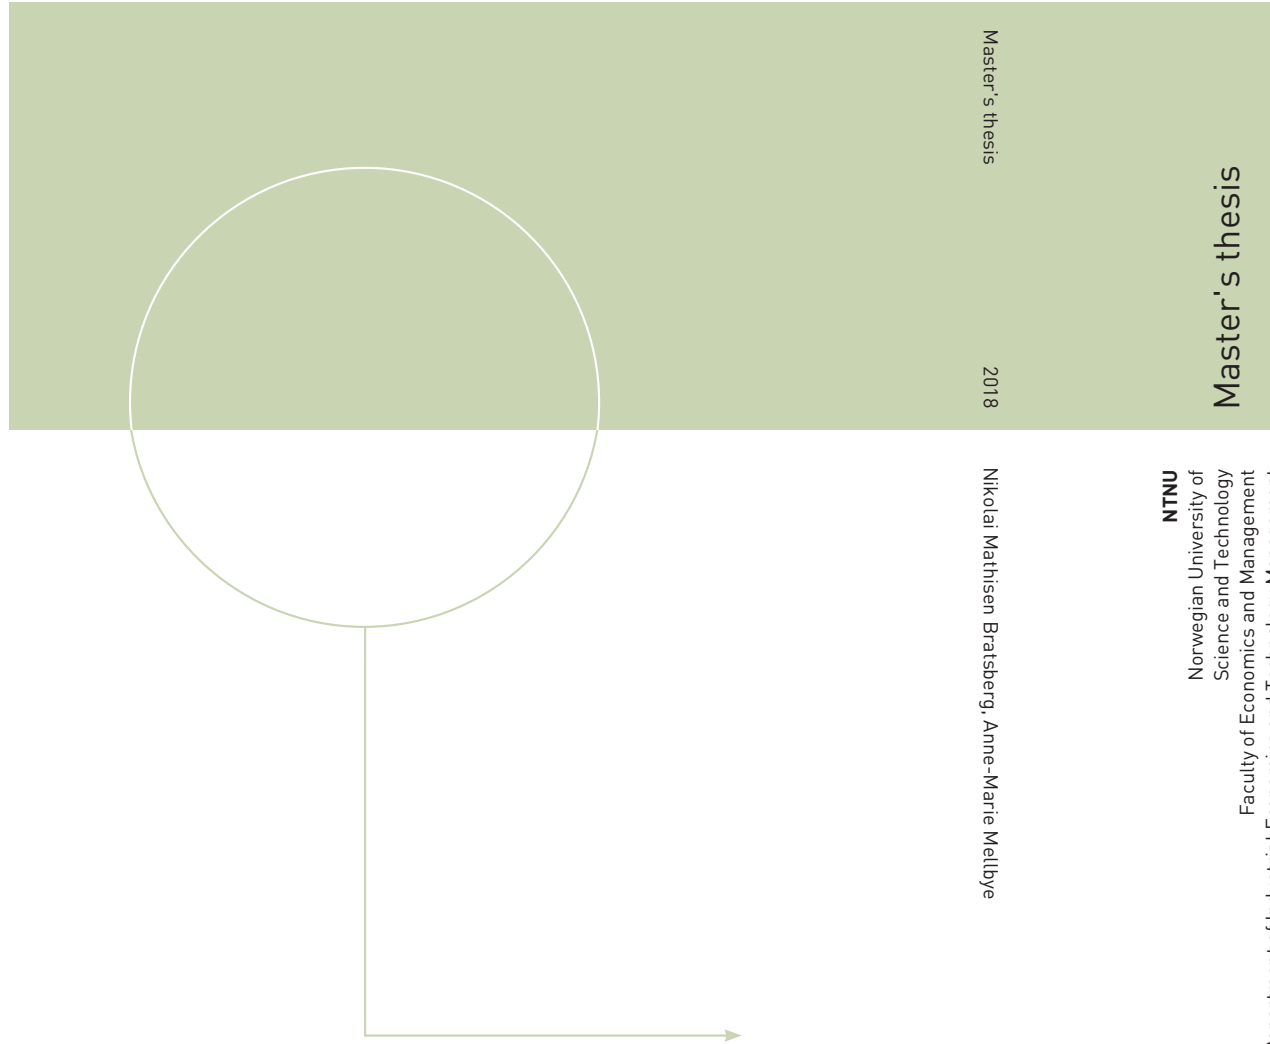 Master's thesis
2018
Nikolai Mathisen Bratsberg, Anne-Marie Mellbye
Master's thesis
NTNU
Norwegian University of
Science and Technology
Faculty of Economics and Management